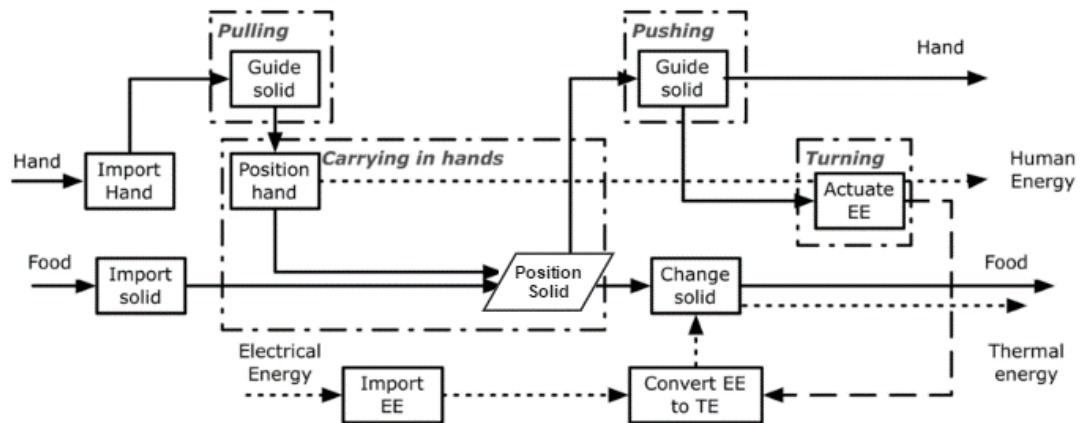 Pulling
Guide
solid
Pushing
Guide
solid
Hand
Hand
Import
Hand
Carrying in hands
Position
hand
Turning
Actuate
EE
Human
Energy
Food
Import
solid
Position
Solid
Change
solid
Food
Electrical
Energy
Import
EE
Convert EE
to TE
Thermal
energy